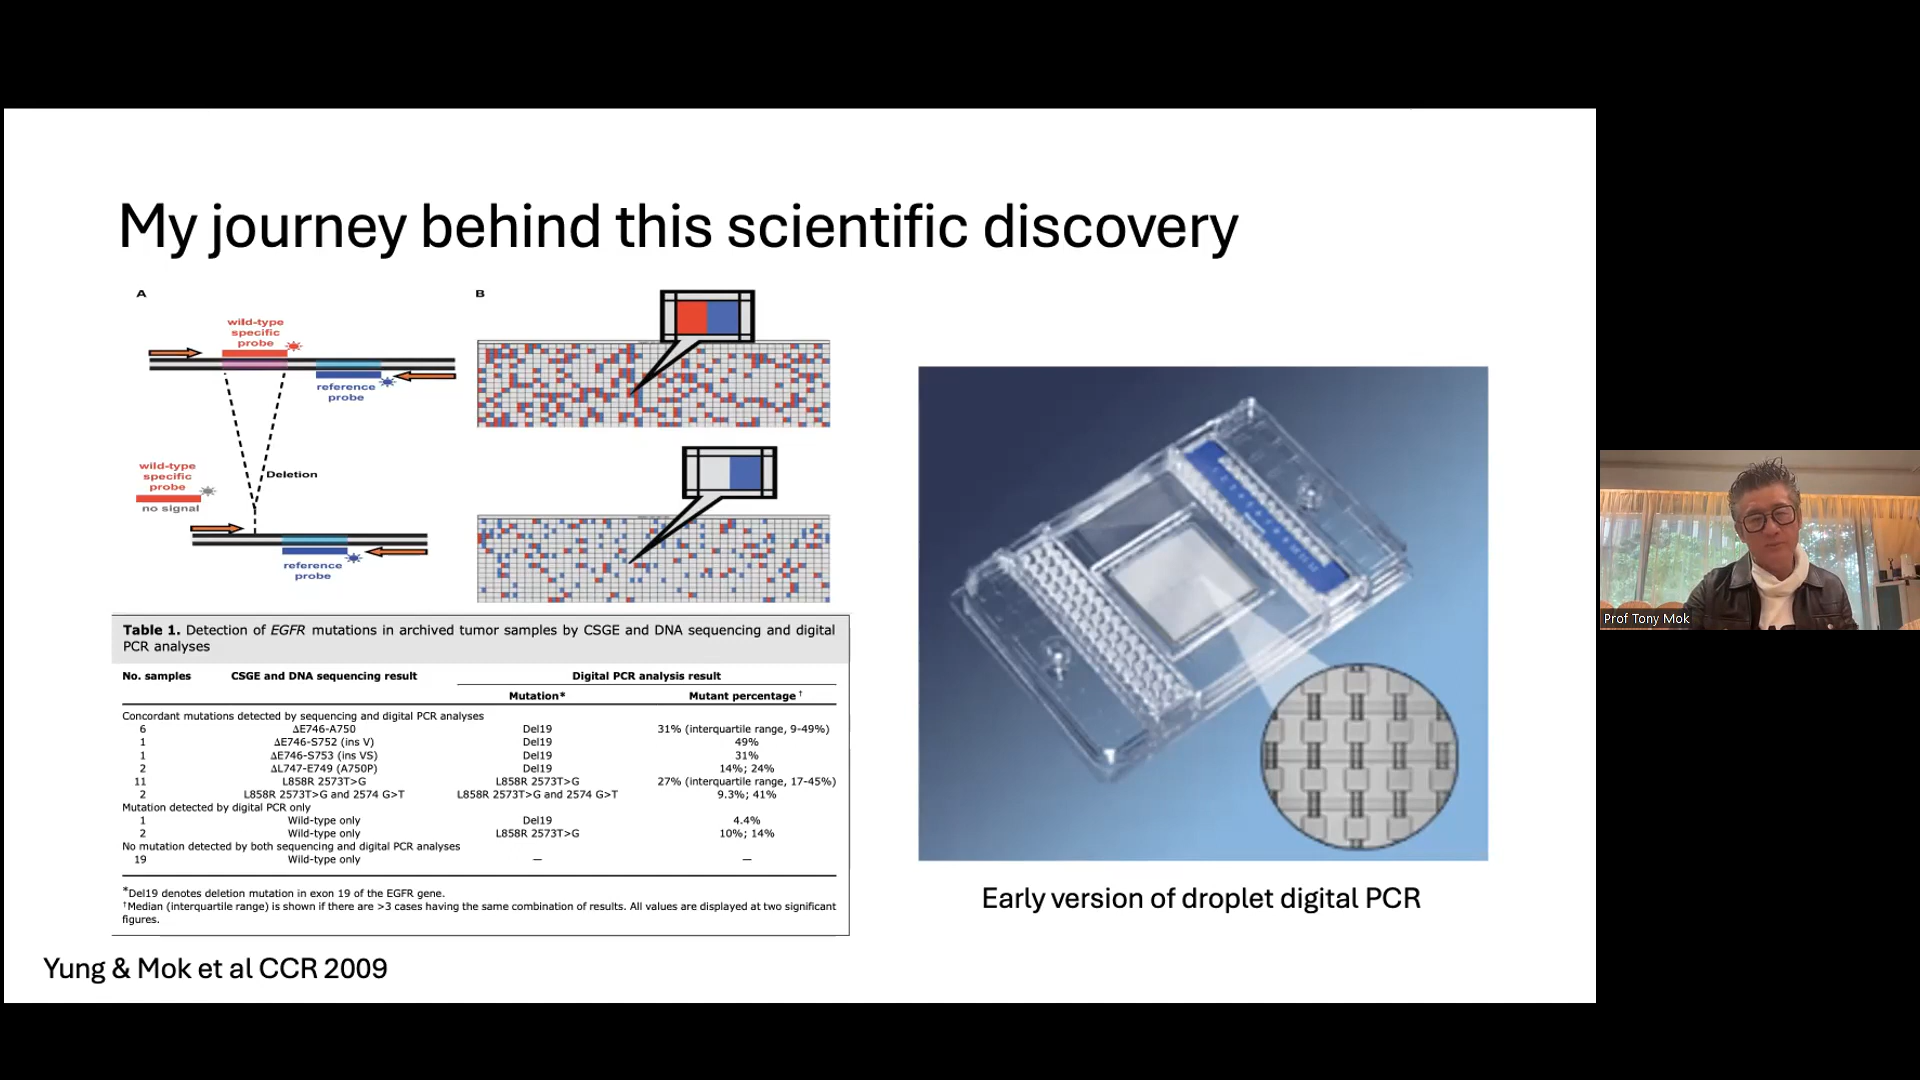 My journey behind this scientific discovery
A
wild-type
specific
probe
reference
probe
Deletion
wild-type
specific
probe
no signal
reference
probe
B
Table 1. Detection of EGFR mutations in archived tumor samples by CSGE and DNA sequencing and digital
PCR analyses
No. samples CSGE and DNA sequencing result Digital PCR analysis result
Mutation* Mutant percentage †
Concordant mutations detected by sequencing and digital PCR analyses
6 ΔE746-A750 Del19 31% (interquartile range, 9-49%)
1 ΔE746-S752 (ins V) Del19 49%
1 ΔE746-S753 (ins VS) Del19 31%
2 ΔL747-E749 (A750P) Del19 14%; 24%
11 L858R 2573T>G L858R 2573T>G 27% (interquartile range, 17-45%)
2 L858R 2573T>G and 2574 G>T L858R 2573T>G and 2574 G>T 9.3%; 41%
Mutation detected by digital PCR only
1 Wild-type only Del19 4.4%
2 Wild-type only L858R 2573T>G 10%; 14%
No mutation detected by both sequencing and digital PCR analyses
19 Wild-type only — —
*Del19 denotes deletion mutation in exon 19 of the EGFR gene.
†Median (interquartile range) is shown if there are >3 cases having the same combination of results. All values are displayed at two significant
figures.
Early version of droplet digital PCR
Yung & Mok et al CCR 2009
Prof Tony Mok